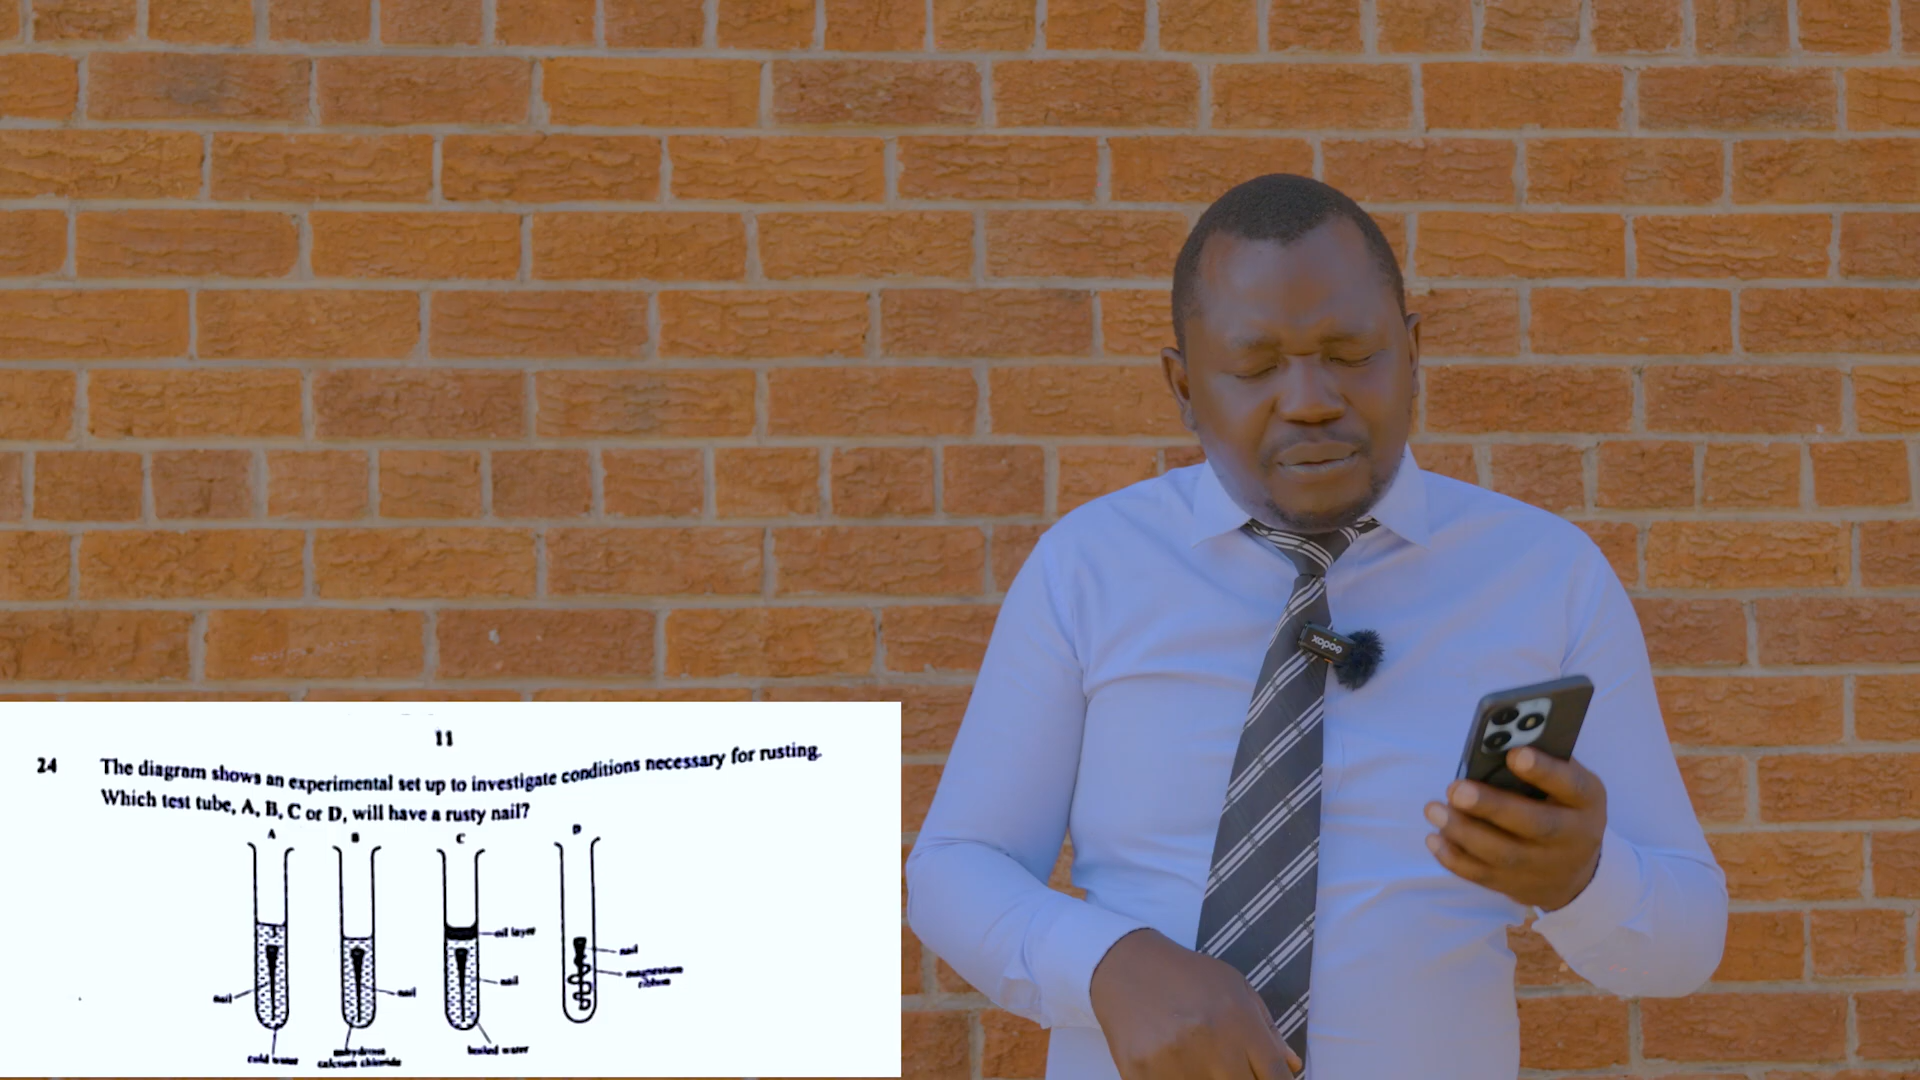 11
24 The diagram shows an experimental set up to investigate conditions necessary for rusting.
Which test tube, A, B, C or D, will have a rusty nail?
A B C D
oil layer
nail
magnesium
ribbon
nail
nail
nail
cold water
anhydrous
calcium chloride
boiled water
Godox